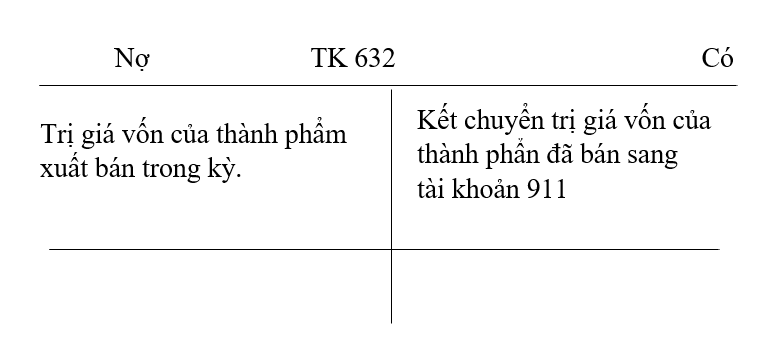 Nợ TK 632 Có
Trị giá vốn của thành phẩm
xuất bán trong kỳ.
Kết chuyển trị giá vốn của
thành phẩn đã bán sang
tài khoản 911